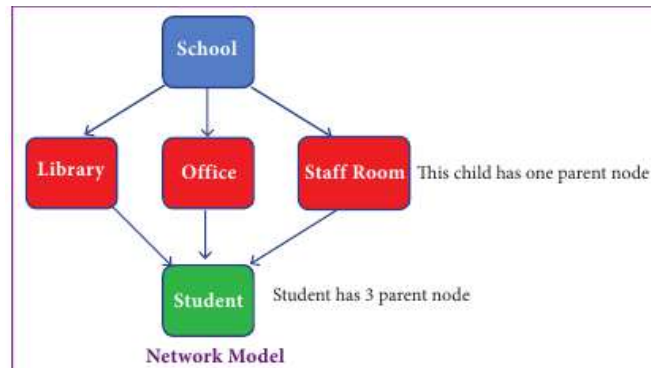 School
Library
Office
Staff Room
This child has one parent node
Student
Student has 3 parent node
Network Model